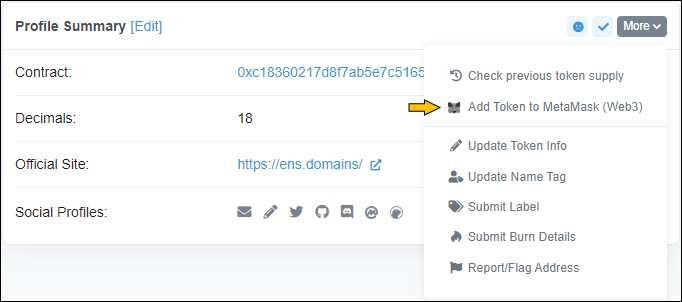 Profile Summary [Edit]
More
Contract:
0xc18360217d8f7ab5e7c5165
Check previous token supply
Add Token to MetaMask (Web3)
Decimals:
18
Update Token Info
Official Site:
https://ens.domains/
Update Name Tag
Social Profiles:
Submit Label
Submit Burn Details
Report/Flag Address